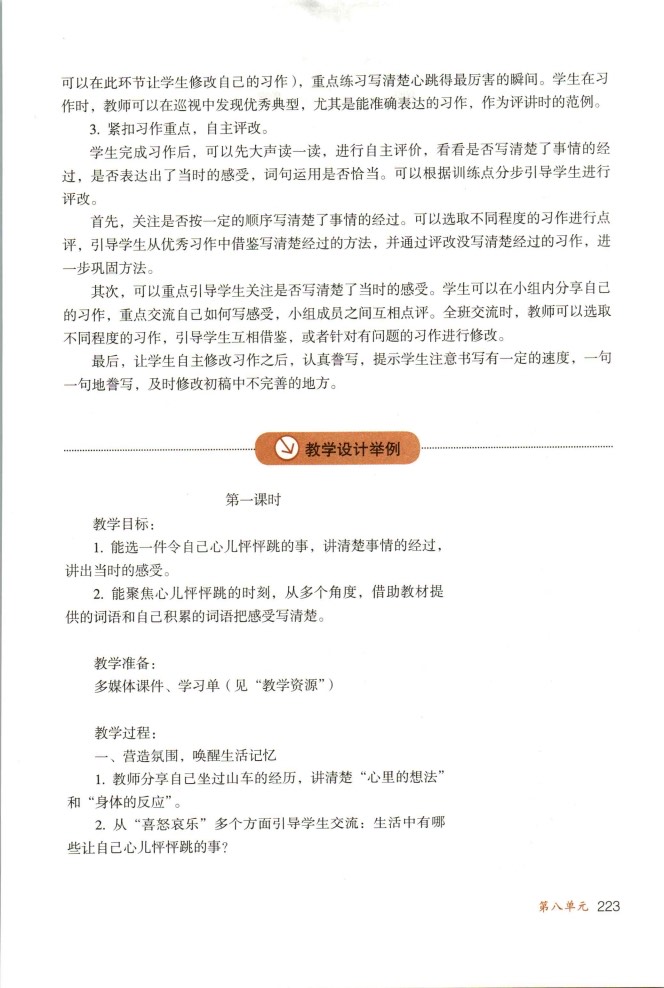 可以在此环节让学生修改自己的习作），重点练习写清楚心跳得最厉害的瞬间。学生在习
作时，教师可以在巡视中发现优秀典型，尤其是能准确表达的习作，作为评讲时的范例。
3. 紧扣习作重点，自主评改。
学生完成习作后，可以先大声读一读，进行自主评价，看看是否写清楚了事情的经
过，是否表达出了当时的感受，词句运用是否恰当。可以根据训练点分步引导学生进行
评改。
首先，关注是否按一定的顺序写清楚了事情的经过。可以选取不同程度的习作进行点
评，引导学生从优秀习作中借鉴写清楚经过的方法，并通过评改没写清楚经过的习作，进
一步巩固方法。
其次，可以重点引导学生关注是否写清楚了当时的感受。学生可以在小组内分享自己
的习作，重点交流自己如何写感受，小组成员之间互相点评。全班交流时，教师可以选取
不同程度的习作，引导学生互相借鉴，或者针对有问题的习作进行修改。
最后，让学生自主修改习作之后，认真誊写，提示学生注意书写有一定的速度，一句
一句地誊写，及时修改初稿中不完善的地方。
教学设计举例
第一课时
教学目标：
1. 能选一件令自己心儿怦怦跳的事，讲清楚事情的经过，
讲出当时的感受。
2. 能聚焦心儿怦怦跳的时刻，从多个角度，借助教材提
供的词语和自己积累的词语把感受写清楚。
教学准备：
多媒体课件、学习单（见“教学资源”）
教学过程：
一、营造氛围，唤醒生活记忆
1. 教师分享自己坐过山车的经历，讲清楚“心里的想法”
和“身体的反应”。
2. 从“喜怒哀乐”多个方面引导学生交流：生活中有哪
些让自己心儿怦怦跳的事？
第八单元 223